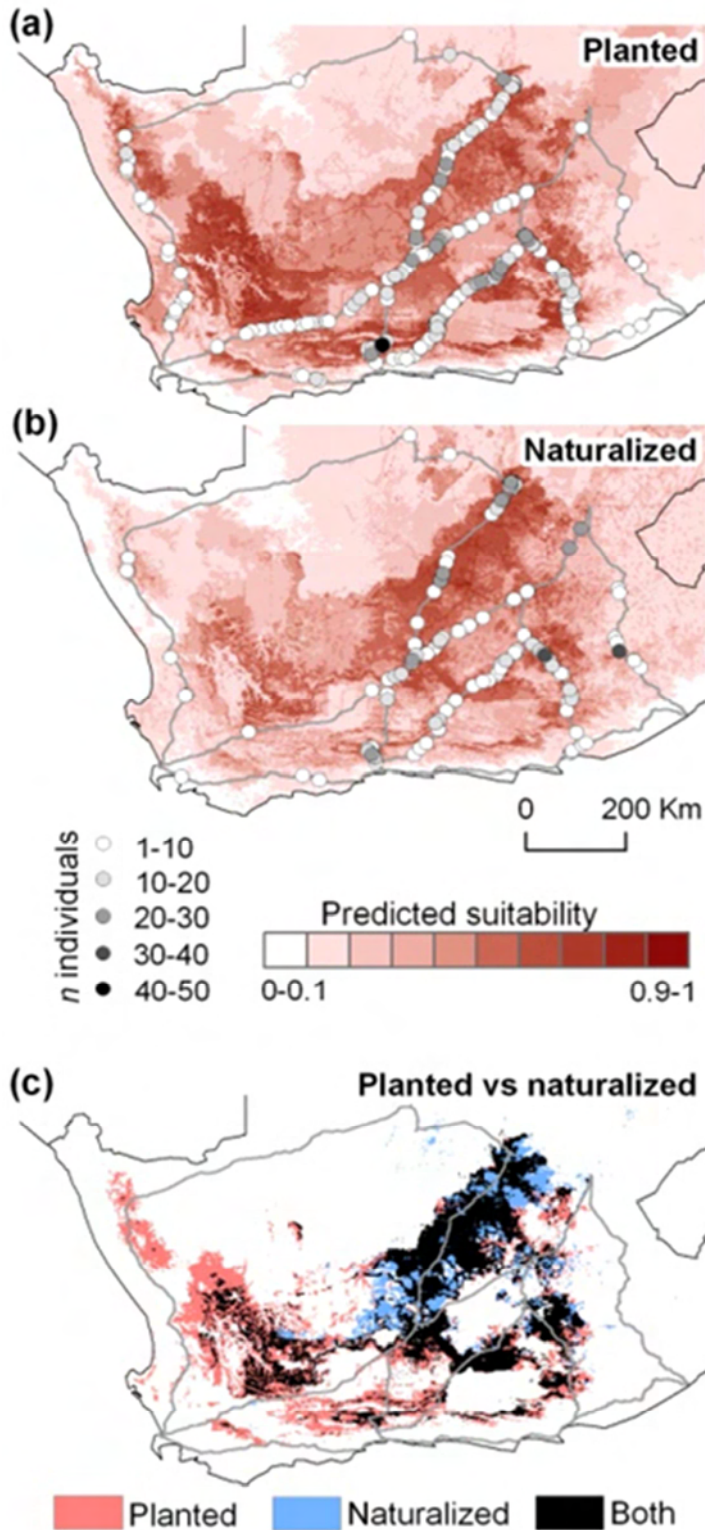 (a)
Planted
(b)
Naturalized
0 200 Km
n individuals
1-10
10-20
20-30
30-40
40-50
Predicted suitability
0-0.1 0.9-1
(c)
Planted vs naturalized
Planted Naturalized Both